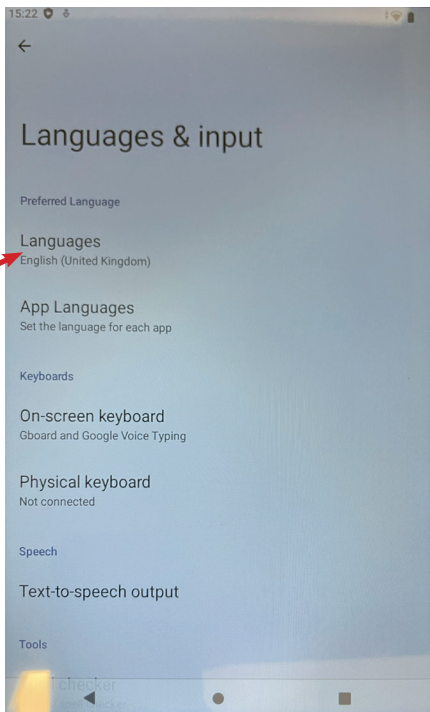 15:22
Languages & input
Preferred Language
Languages
English (United Kingdom)
App Languages
Set the language for each app
Keyboards
On-screen keyboard
Gboard and Google Voice Typing
Physical keyboard
Not connected
Speech
Text-to-speech output
Tools
checker